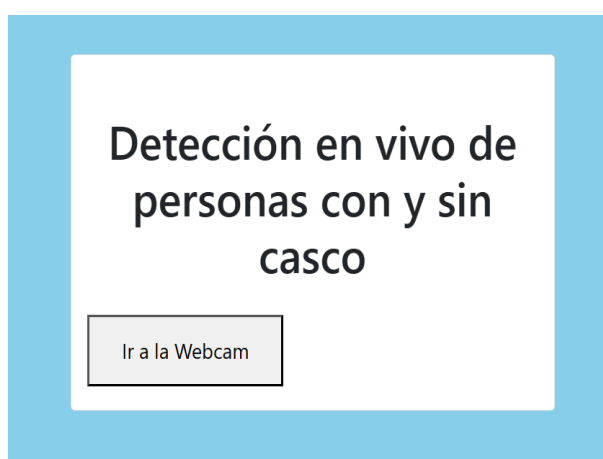 Detección en vivo de
personas con y sin
casco
Ir a la Webcam